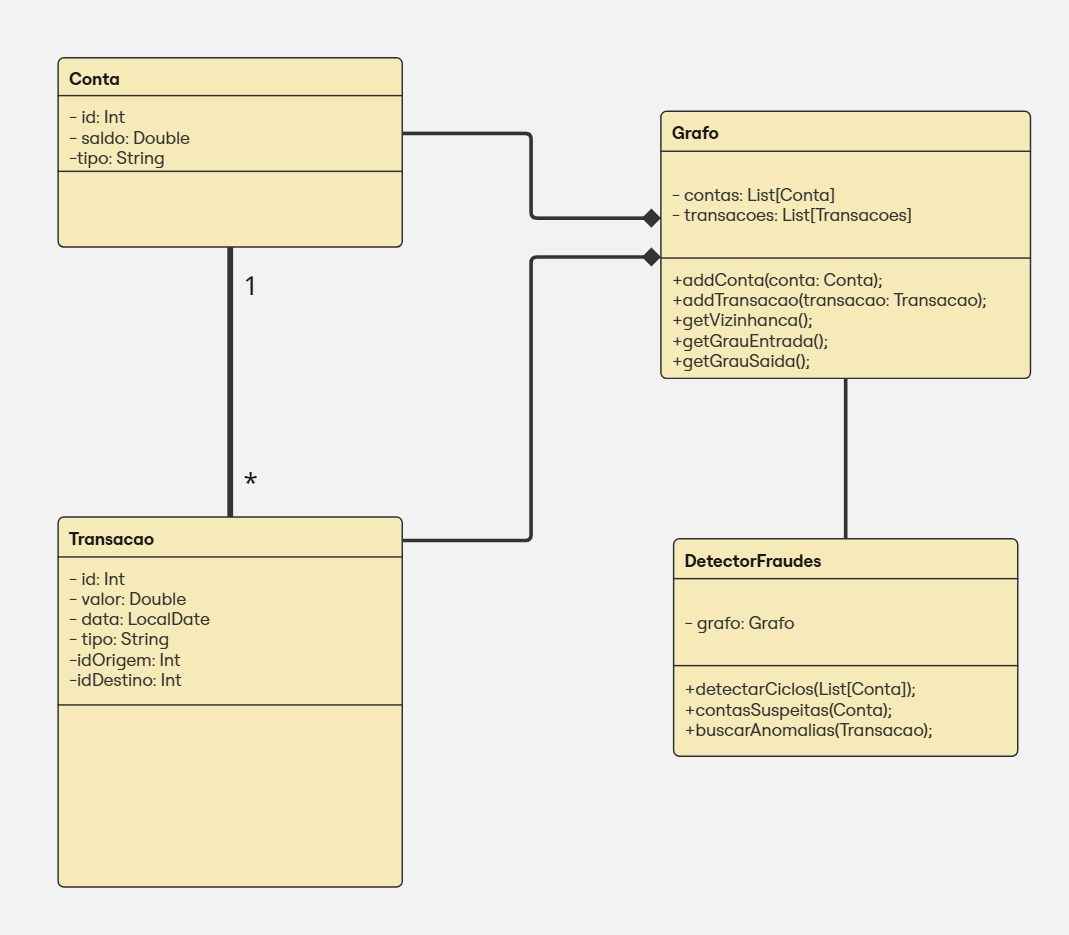 Conta
- id: Int
- saldo: Double
-tipo: String
1
*
Transacao
- id: Int
- valor: Double
- data: LocalDate
- tipo: String
-idOrigem: Int
-idDestino: Int
Grafo
- contas: List[Conta]
- transacoes: List[Transacoes]
+addConta(conta: Conta);
+addTransacao(transacao: Transacao);
+getVizinhanca();
+getGrauEntrada();
+getGrauSaida();
DetectorFraudes
- grafo: Grafo
+detectarCiclos(List[Conta]);
+contasSuspeitas(Conta);
+buscarAnomalias(Transacao);